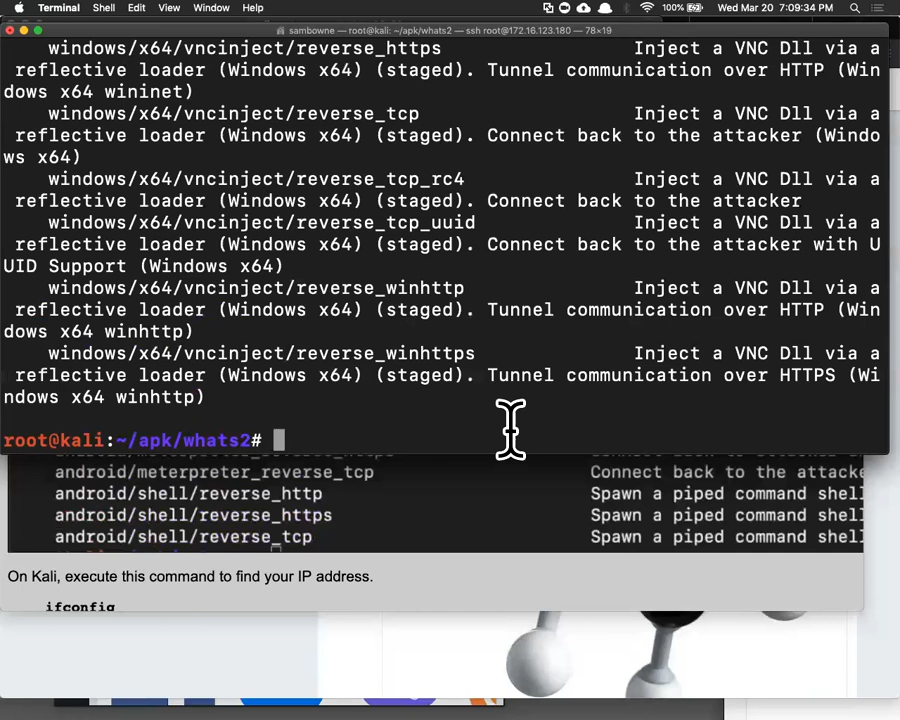 Terminal Shell Edit View Window Help 100% Wed Mar 20 7:09:34 PM
sambowne — root@kali: ~/apk/whats2 — ssh root@172.16.123.180 — 78×19
windows/x64/vncinject/reverse_https Inject a VNC Dll via a
reflective loader (Windows x64) (staged). Tunnel communication over HTTP (Win
dows x64 wininet)
windows/x64/vncinject/reverse_tcp Inject a VNC Dll via a
reflective loader (Windows x64) (staged). Connect back to the attacker (Windo
ws x64)
windows/x64/vncinject/reverse_tcp_rc4 Inject a VNC Dll via a
reflective loader (Windows x64) (staged). Connect back to the attacker
windows/x64/vncinject/reverse_tcp_uuid Inject a VNC Dll via a
reflective loader (Windows x64) (staged). Connect back to the attacker with U
UID Support (Windows x64)
windows/x64/vncinject/reverse_winhttp Inject a VNC Dll via a
reflective loader (Windows x64) (staged). Tunnel communication over HTTP (Win
dows x64 winhttp)
windows/x64/vncinject/reverse_winhttps Inject a VNC Dll via a
reflective loader (Windows x64) (staged). Tunnel communication over HTTPS (Wi
ndows x64 winhttp)
root@kali:~/apk/whats2#
android/meterpreter_reverse_tcp Connect back to the attacke
android/shell/reverse_http Spawn a piped command shell
android/shell/reverse_https Spawn a piped command shell
android/shell/reverse_tcp Spawn a piped command shell
On Kali, execute this command to find your IP address.
ifconfig